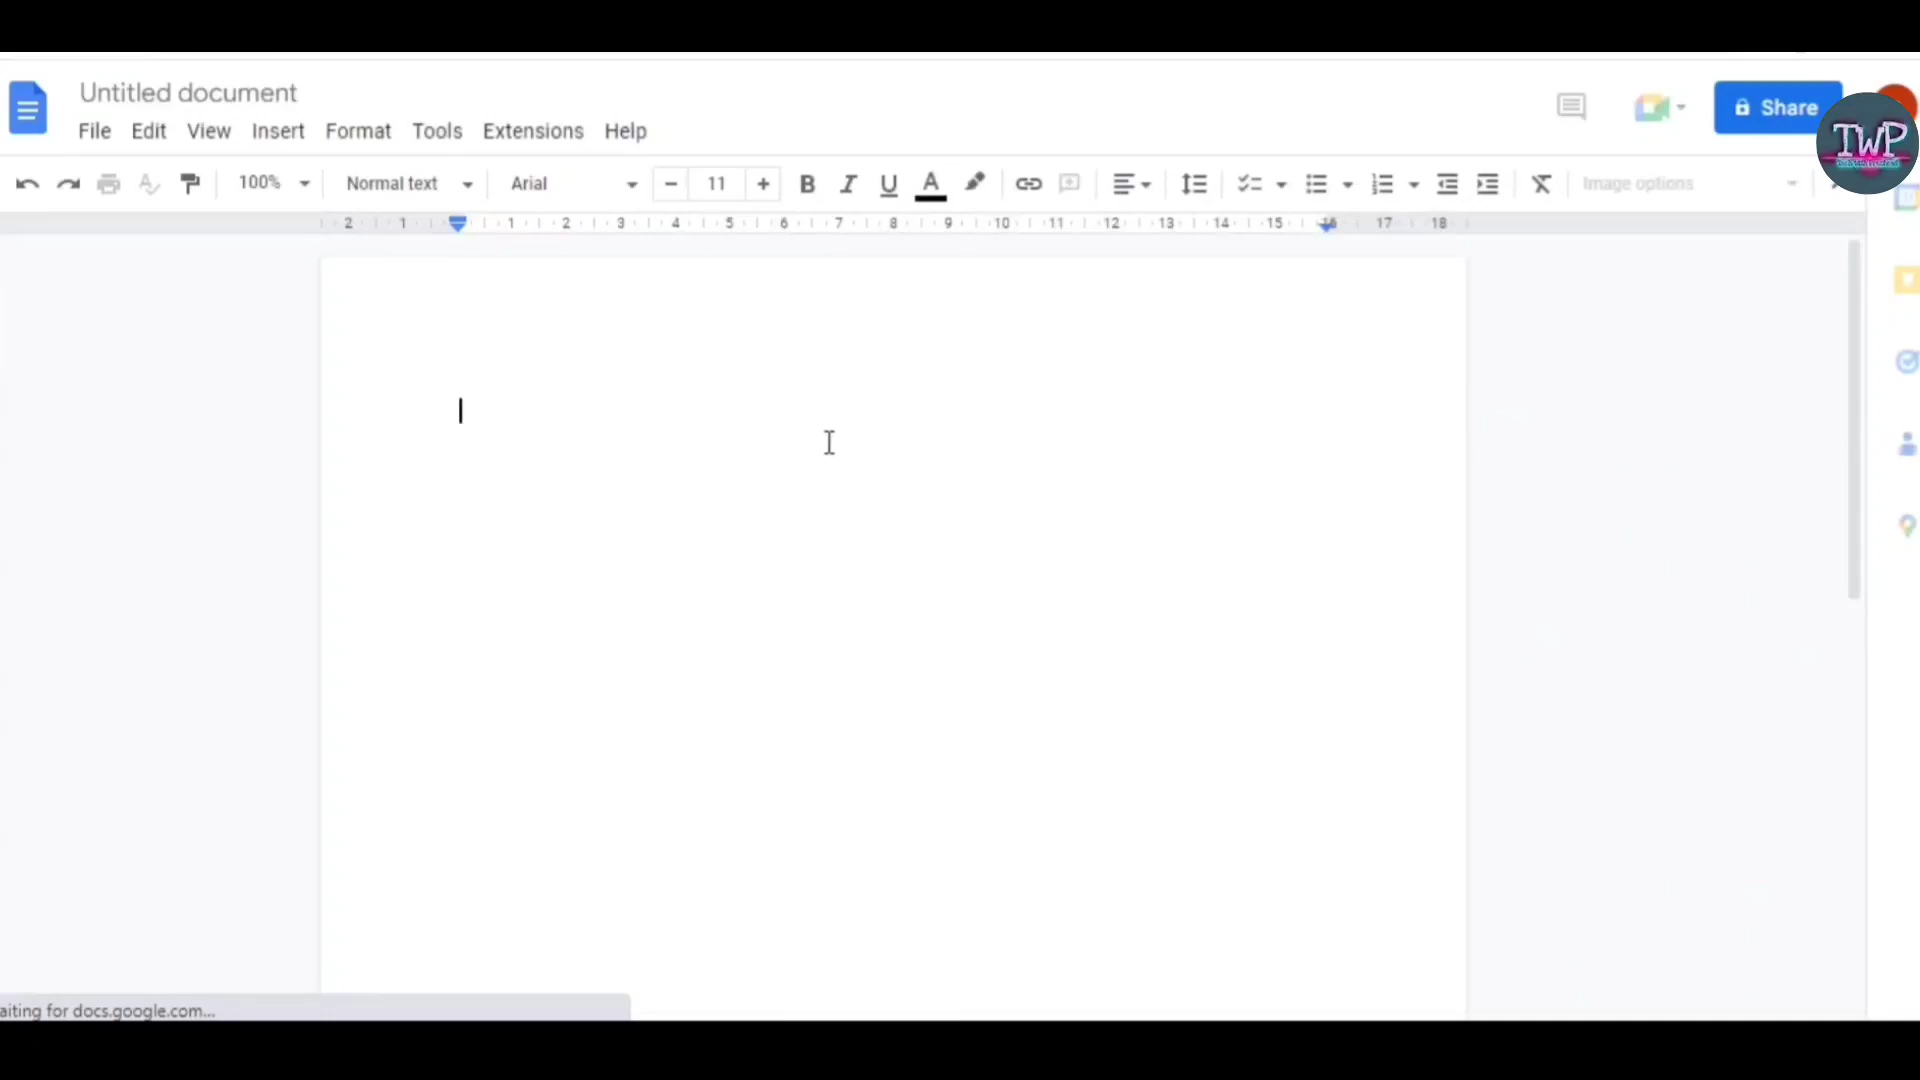 Untitled document
File Edit View Insert Format Tools Extensions Help
Share
TWP
100% Normal text Arial 11 B I U A Image options
2 1 1 2 3 4 5 6 7 8 9 10 11 12 13 14 15 16 17 18
aiting for docs.google.com...